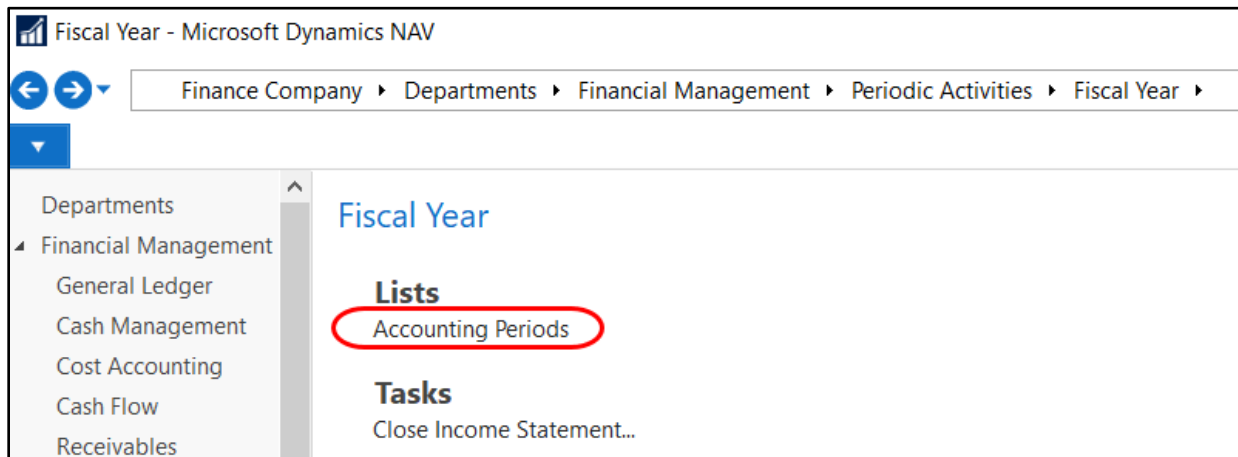 Fiscal Year - Microsoft Dynamics NAV
Finance Company ▸ Departments ▸ Financial Management ▸ Periodic Activities ▸ Fiscal Year ▸
Departments
Financial Management
General Ledger
Cash Management
Cost Accounting
Cash Flow
Receivables
Fiscal Year
Lists
Accounting Periods
Tasks
Close Income Statement...